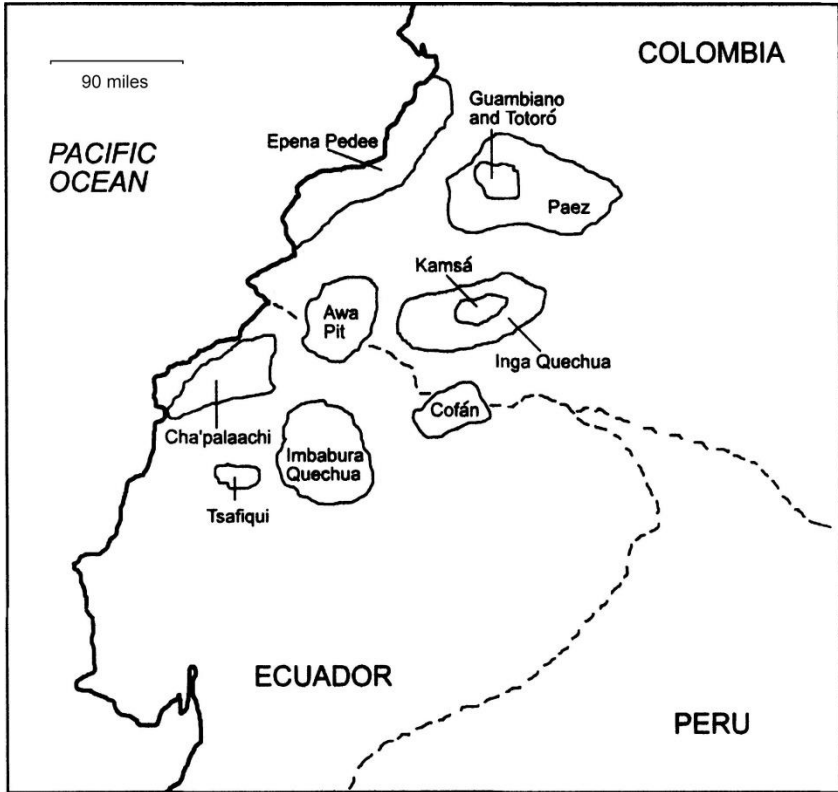 COLOMBIA
90 miles
Guambiano
and Totoró
Epena Pedee
PACIFIC
OCEAN
Paez
Kamsá
Awa
Pit
Inga Quechua
Cofán
Cha'palaachi
Imbabura
Quechua
Tsafiqui
ECUADOR
PERU